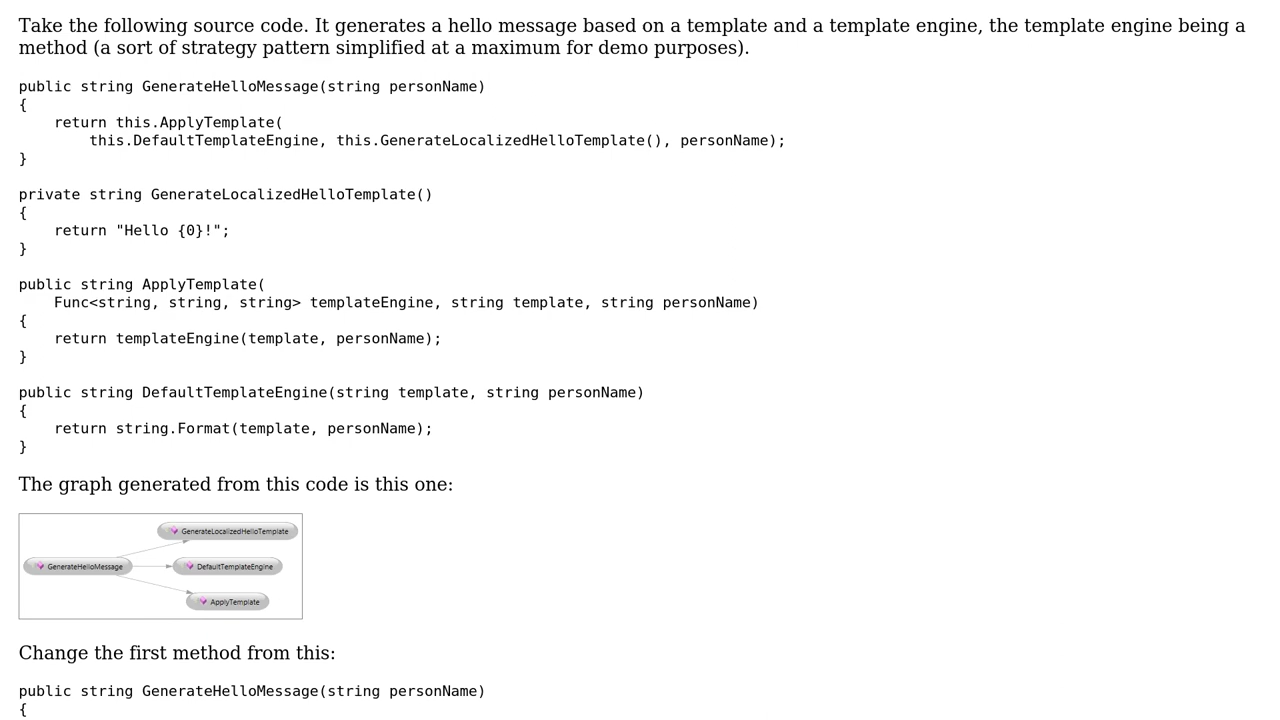 Take the following source code. It generates a hello message based on a template and a template engine, the template engine being a
method (a sort of strategy pattern simplified at a maximum for demo purposes).
public string GenerateHelloMessage(string personName)
{
    return this.ApplyTemplate(
        this.DefaultTemplateEngine, this.GenerateLocalizedHelloTemplate(), personName);
}
private string GenerateLocalizedHelloTemplate()
{
    return "Hello {0}!";
}
public string ApplyTemplate(
    Func<string, string, string> templateEngine, string template, string personName)
{
    return templateEngine(template, personName);
}
public string DefaultTemplateEngine(string template, string personName)
{
    return string.Format(template, personName);
}
The graph generated from this code is this one:
GenerateLocalizedHelloTemplate
GenerateHelloMessage
DefaultTemplateEngine
ApplyTemplate
Change the first method from this:
public string GenerateHelloMessage(string personName)
{